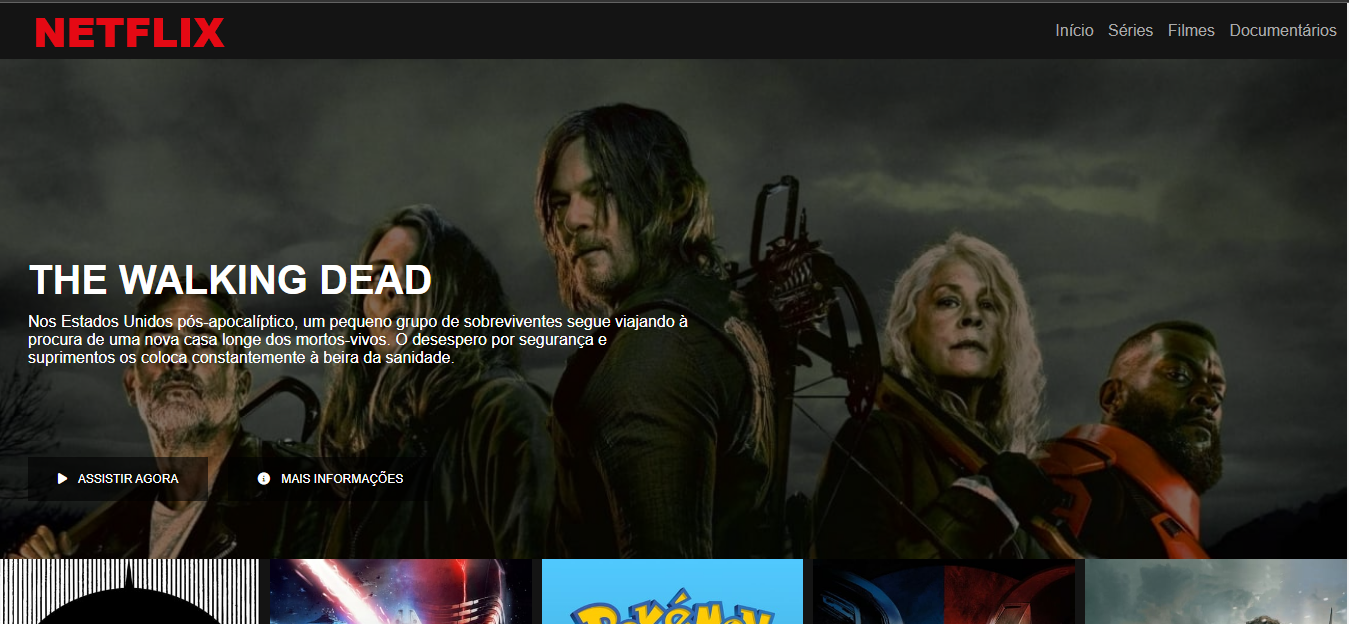 NETFLIX
Início Séries Filmes Documentários
THE WALKING DEAD
Nos Estados Unidos pós-apocalíptico, um pequeno grupo de sobreviventes segue viajando à
procura de uma nova casa longe dos mortos-vivos. O desespero por segurança e
suprimentos os coloca constantemente à beira da sanidade.
ASSISTIR AGORA
MAIS INFORMAÇÕES
Pokémon